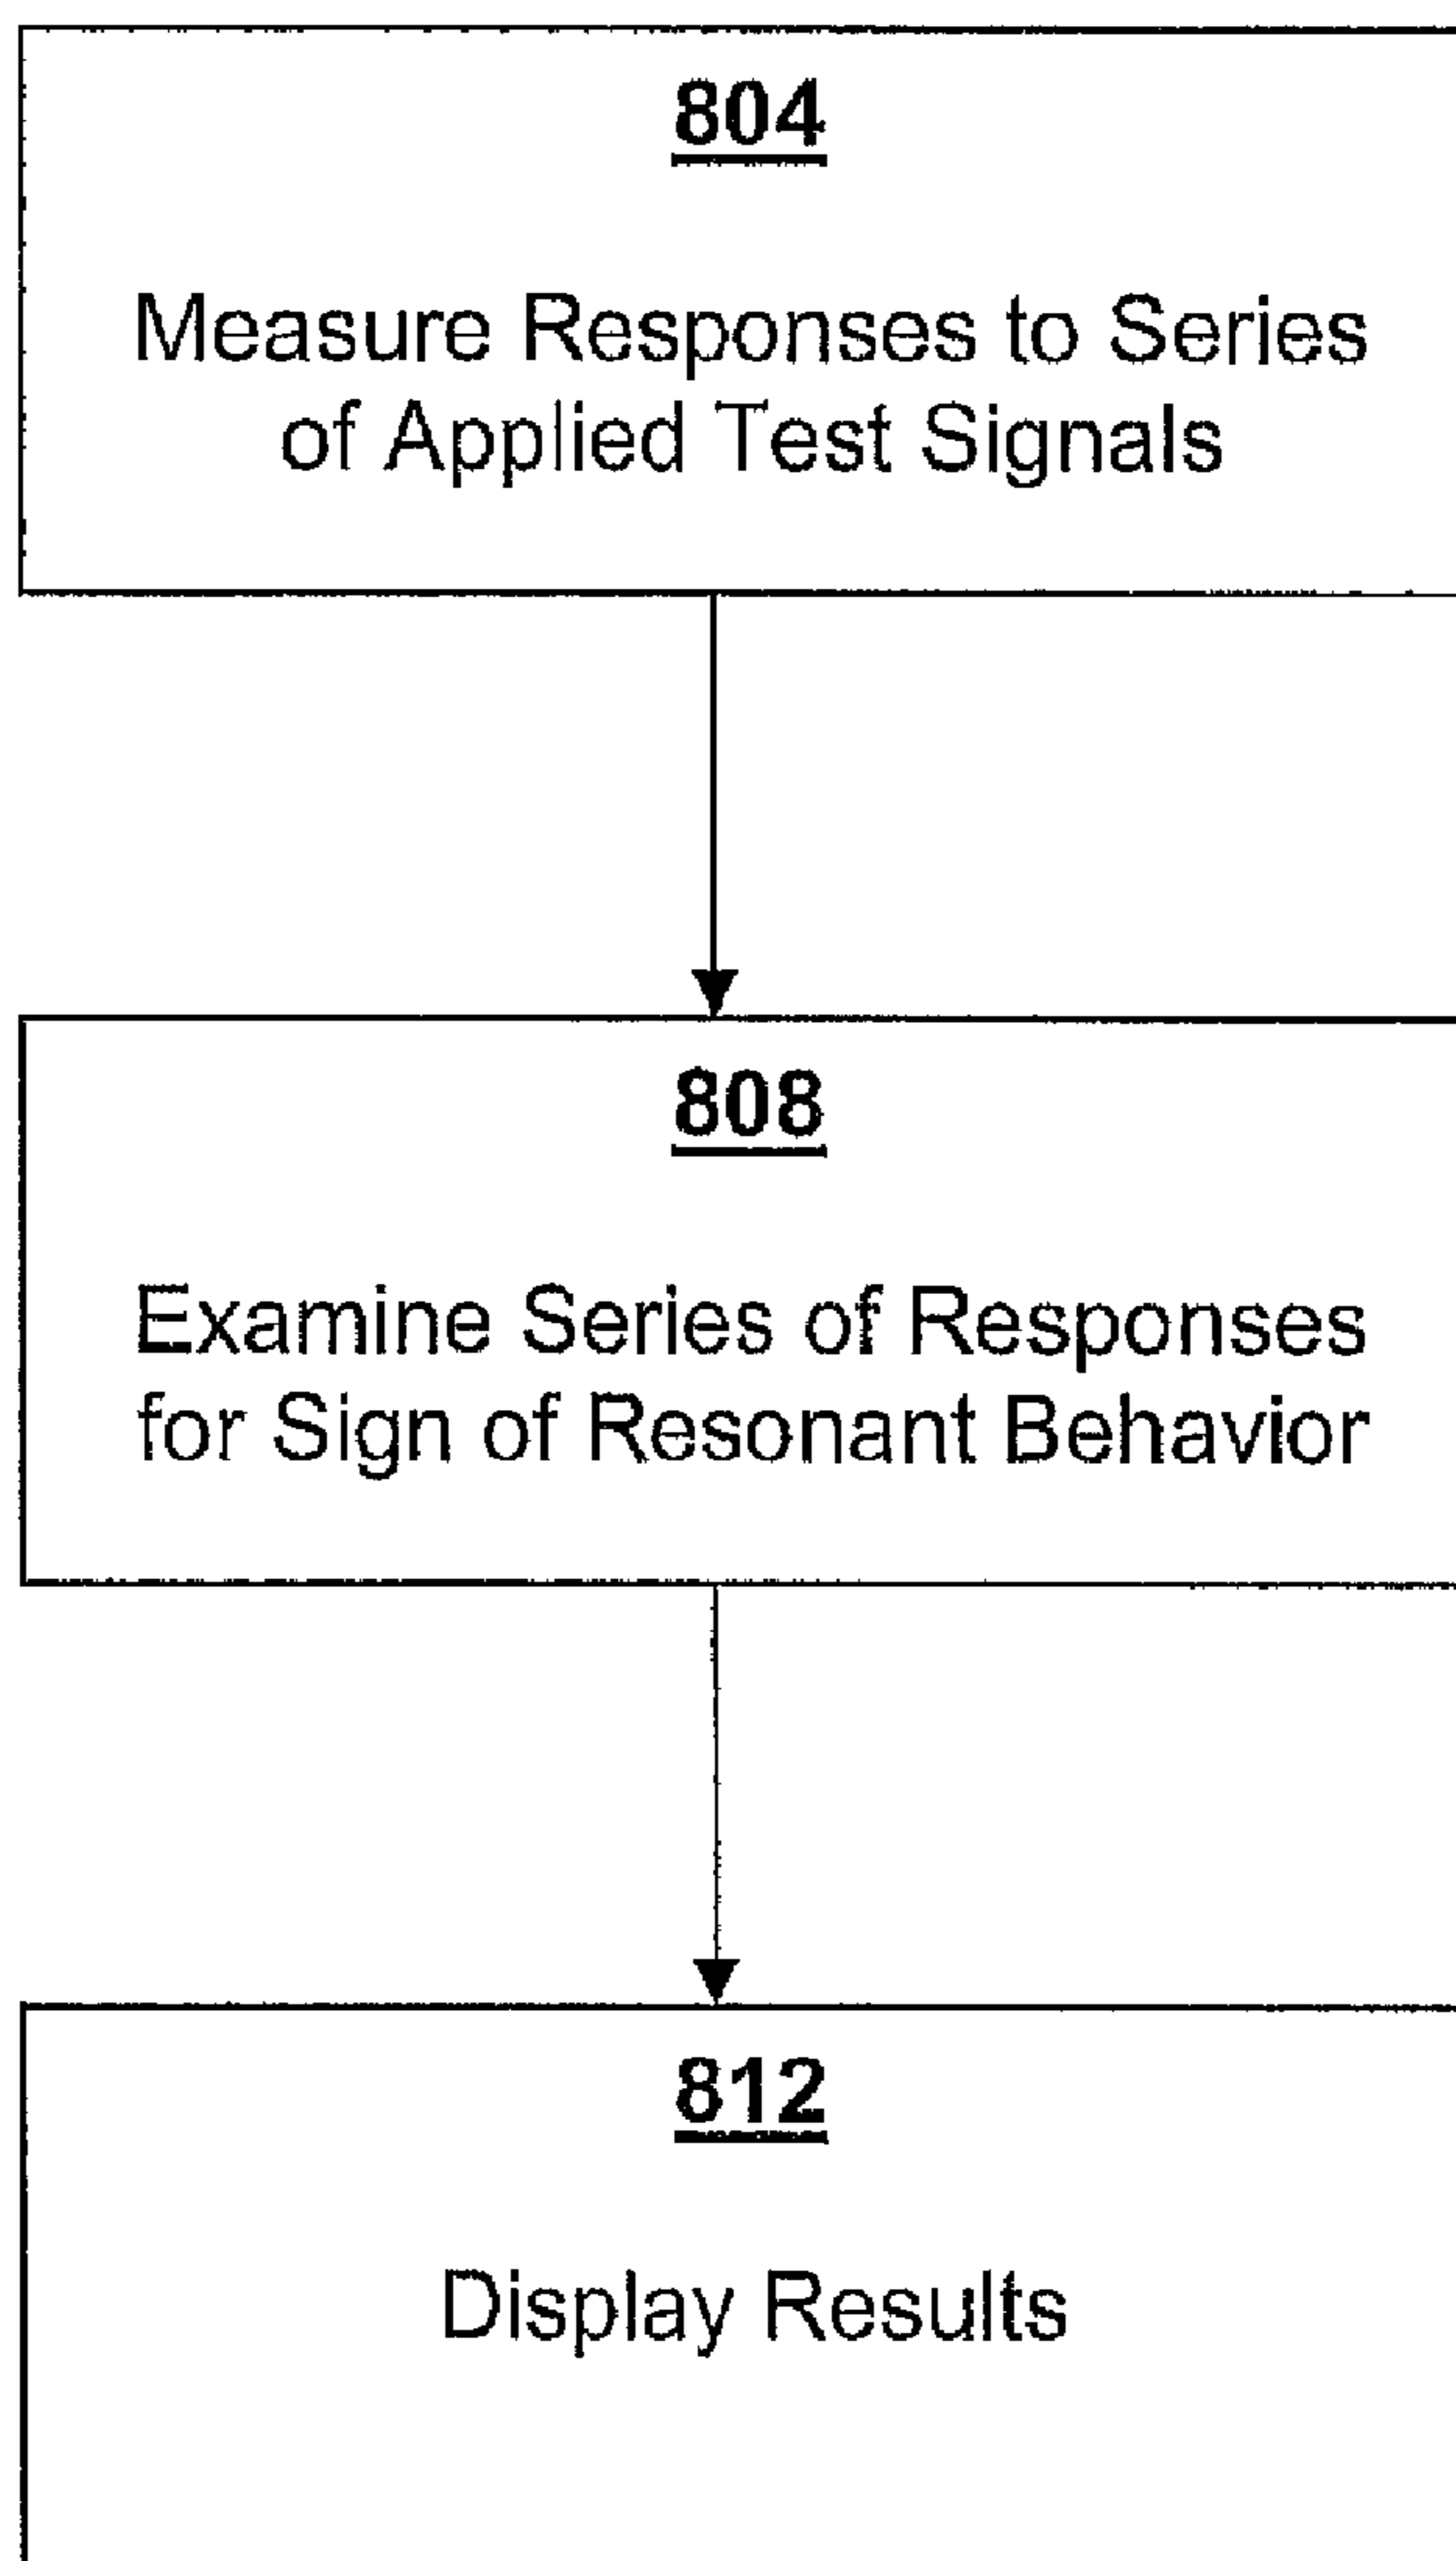 804
Measure Responses to Series
of Applied Test Signals
808
Examine Series of Responses
for Sign of Resonant Behavior
812
Display Results